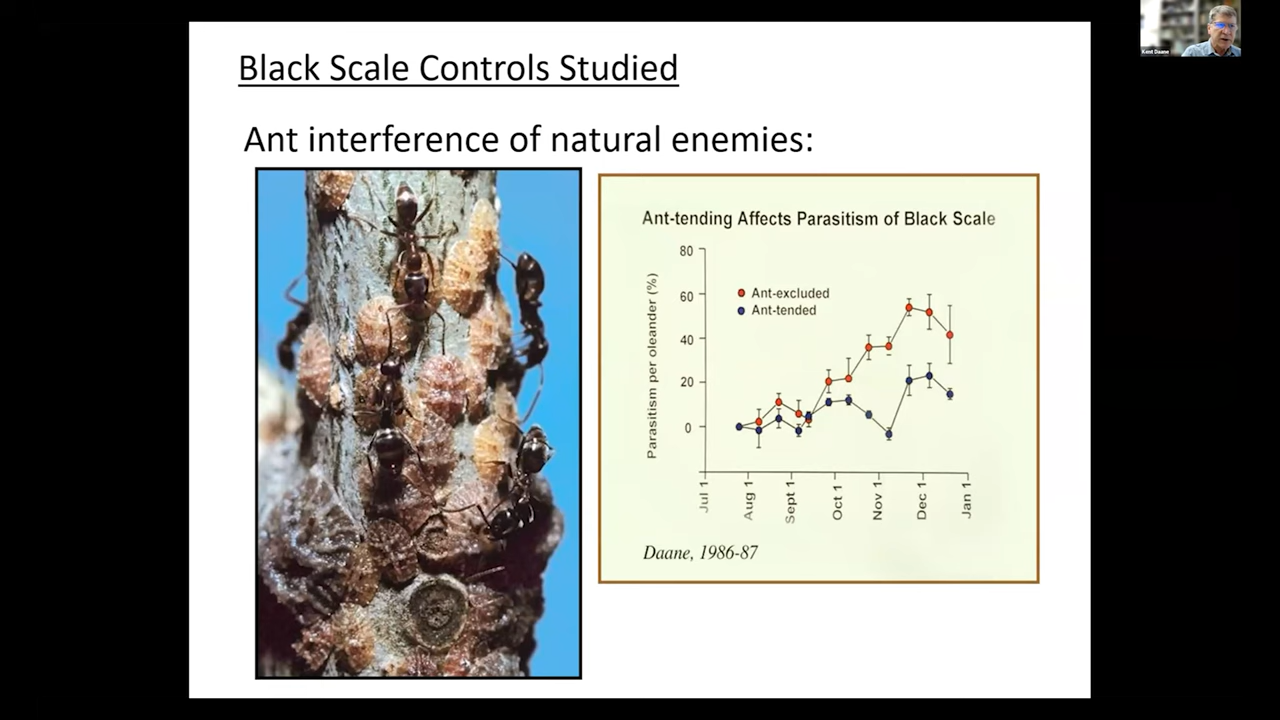 Black Scale Controls Studied
Kent Daane
Ant interference of natural enemies:
Ant-tending Affects Parasitism of Black Scale
80
60
40
20
0
Parasitism per oleander (%)
Ant-excluded
Ant-tended
Jul 1
Aug 1
Sept 1
Oct 1
Nov 1
Dec 1
Jan 1
Daane, 1986-87